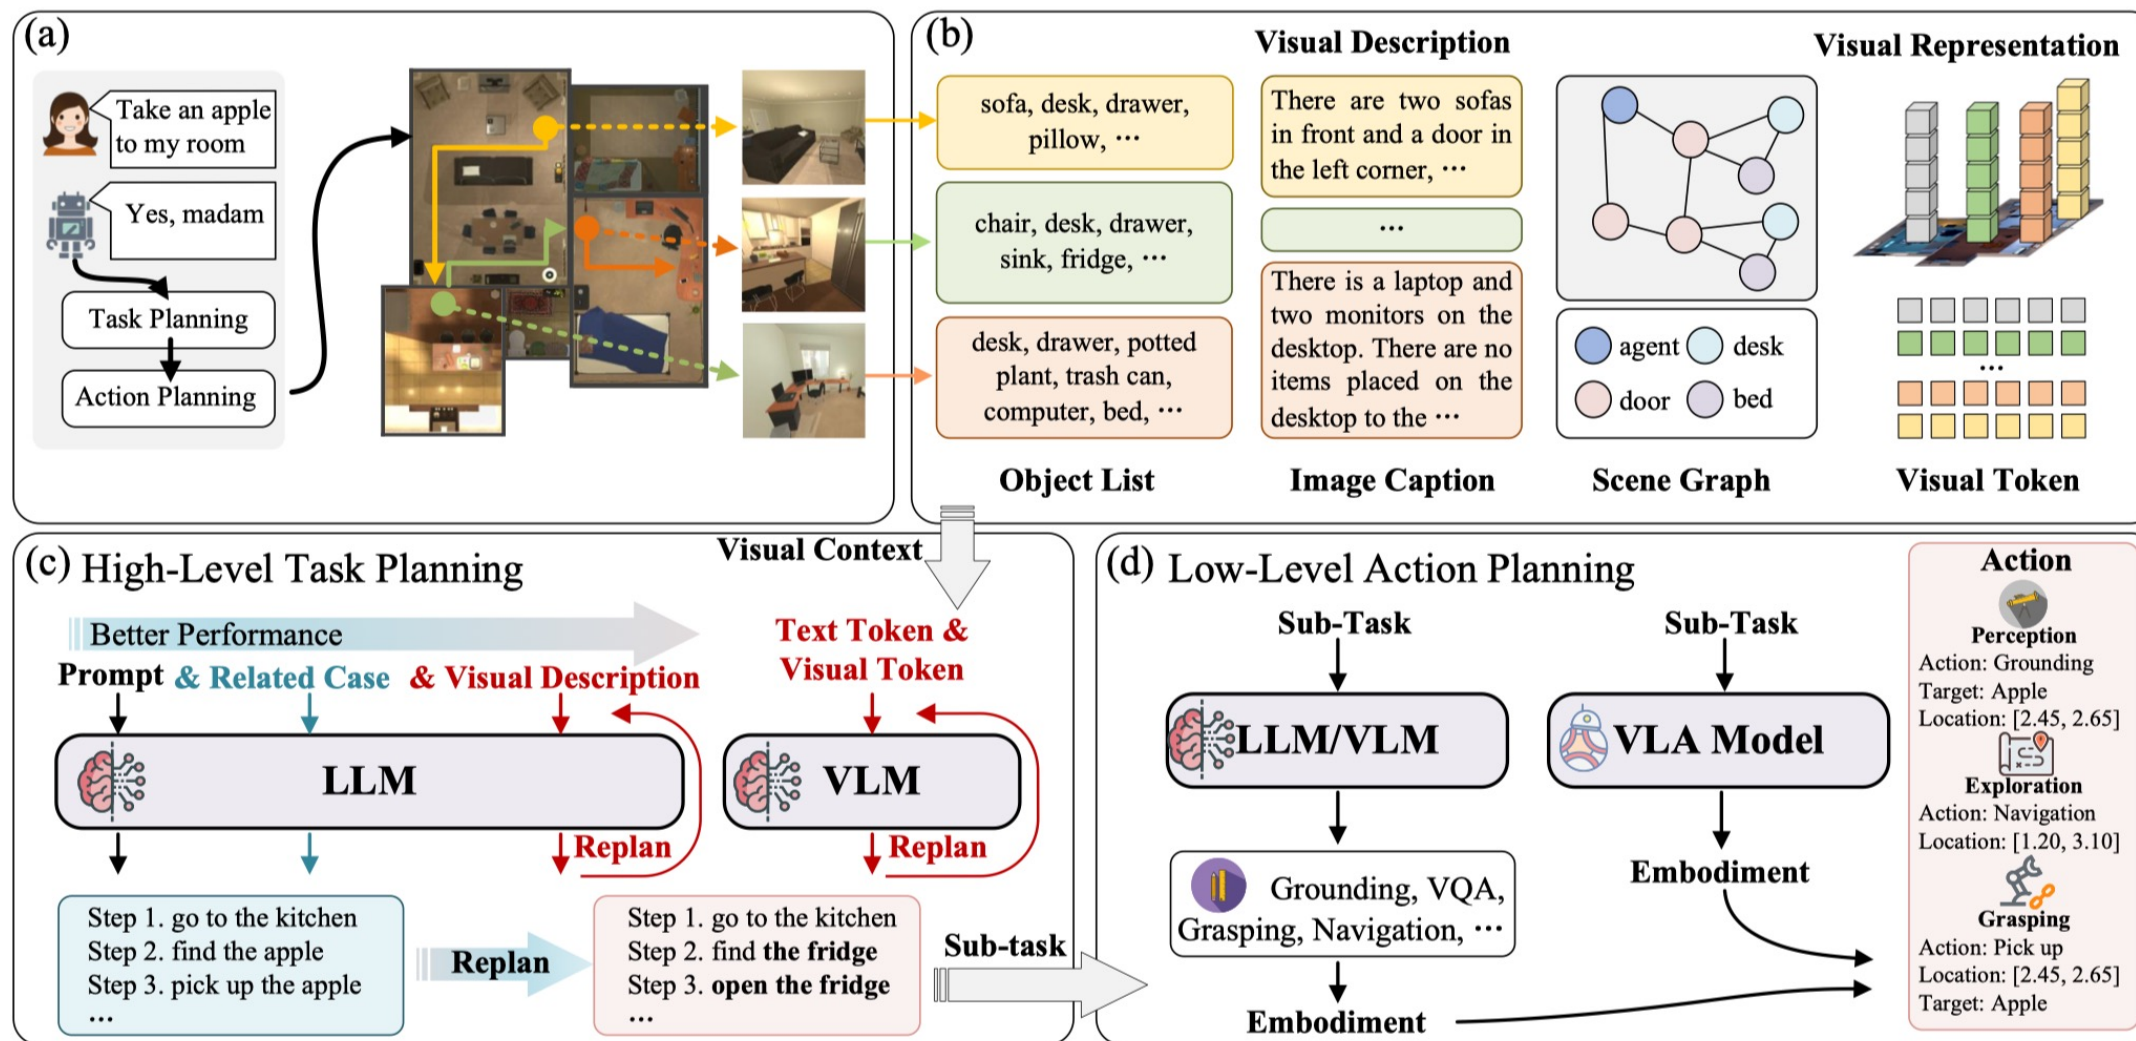 (a)
Take an apple
to my room
Yes, madam
Task Planning
Action Planning
(b)
Visual Description
Visual Representation
sofa, desk, drawer,
pillow, ···
chair, desk, drawer,
sink, fridge, ···
desk, drawer, potted
plant, trash can,
computer, bed, ···
Object List
There are two sofas
in front and a door in
the left corner, ···
···
There is a laptop and
two monitors on the
desktop. There are no
items placed on the
desktop to the ···
Image Caption
agent
desk
door
bed
Scene Graph
...
Visual Token
(c) High-Level Task Planning
Visual Context
Better Performance
Prompt & Related Case & Visual Description
Text Token &
Visual Token
LLM
VLM
Replan
Replan
Step 1. go to the kitchen
Step 2. find the apple
Step 3. pick up the apple
...
Replan
Step 1. go to the kitchen
Step 2. find the fridge
Step 3. open the fridge
...
Sub-task
(d) Low-Level Action Planning
Sub-Task
LLM/VLM
Grounding, VQA,
Grasping, Navigation, ···
Embodiment
Sub-Task
VLA Model
Embodiment
Action
Perception
Action: Grounding
Target: Apple
Location: [2.45, 2.65]
Exploration
Action: Navigation
Location: [1.20, 3.10]
Grasping
Action: Pick up
Location: [2.45, 2.65]
Target: Apple